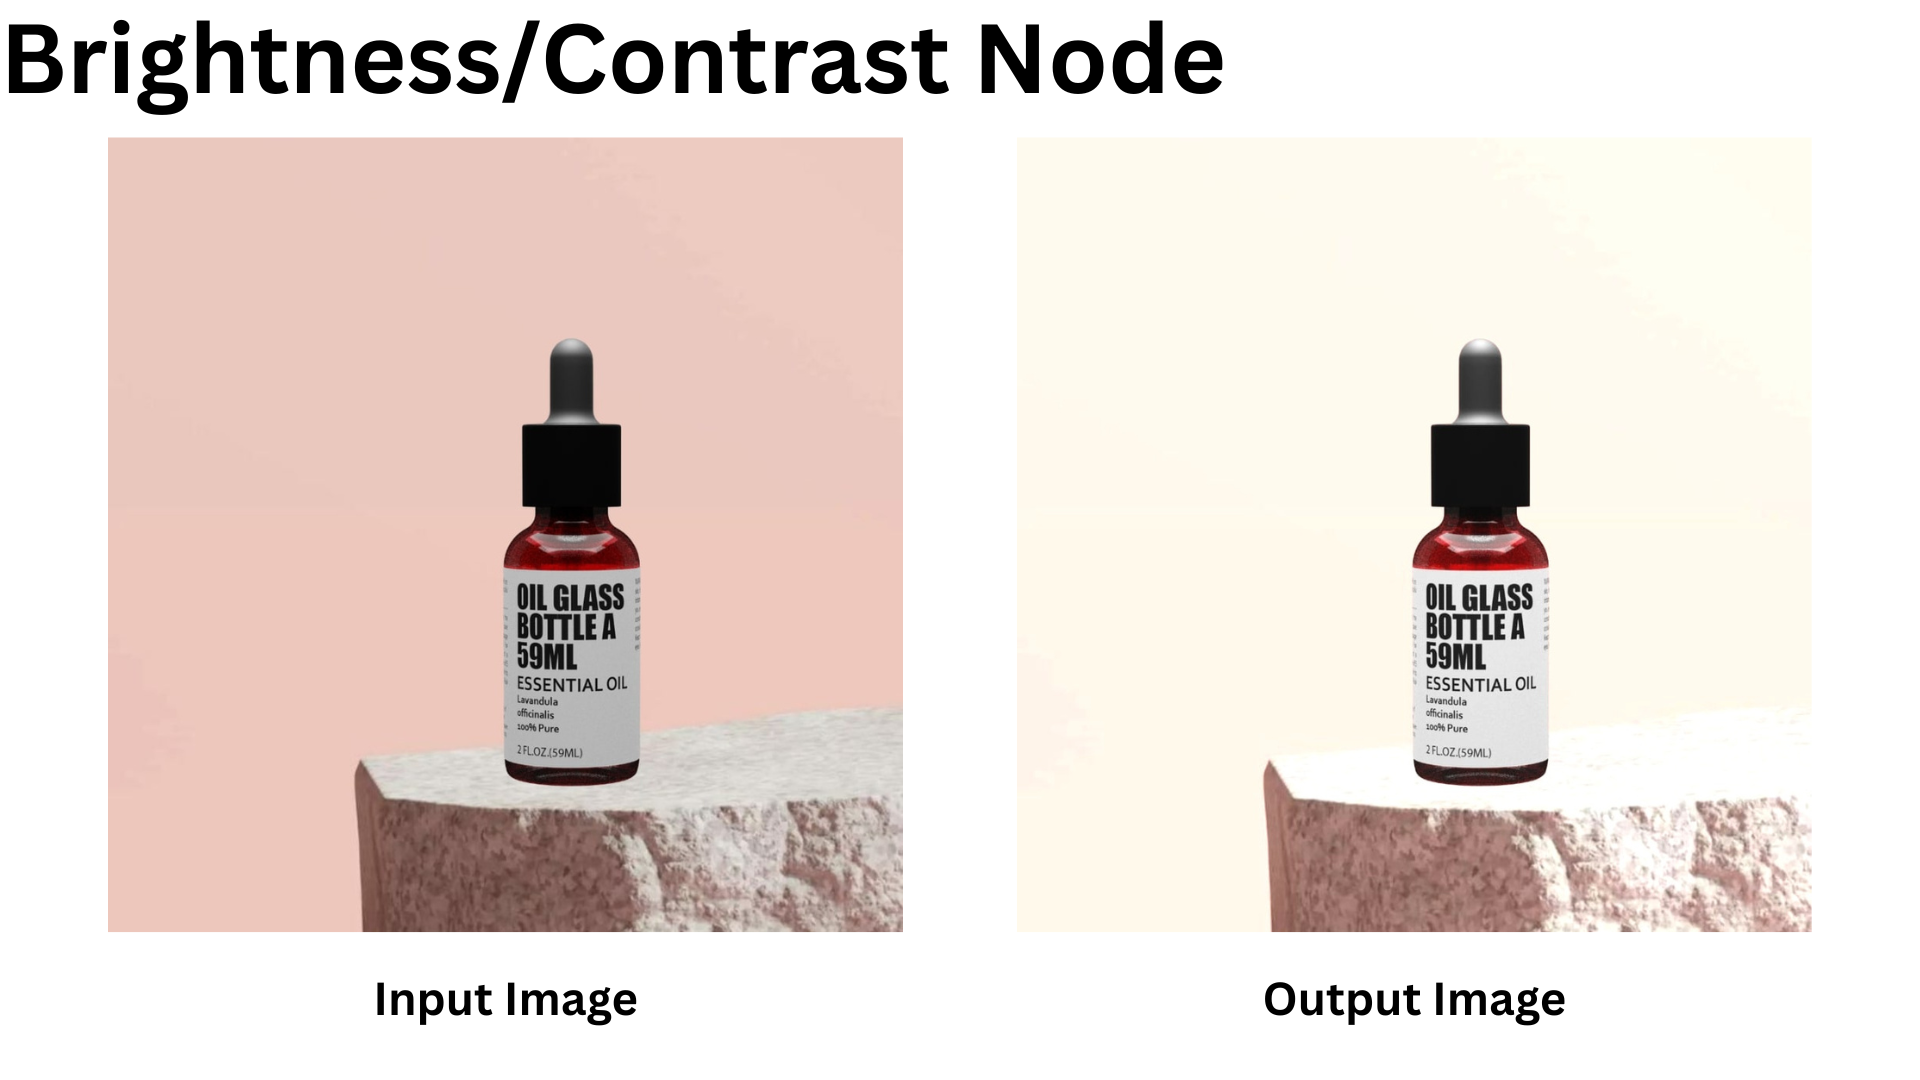 Brightness/Contrast Node
OIL GLASS
BOTTLE A
59ML
ESSENTIAL OIL
Lavandula
officinalis
100% Pure
2 FL.OZ.(59ML)
OIL GLASS
BOTTLE A
59ML
ESSENTIAL OIL
Lavandula
officinalis
100% Pure
2 FL.OZ.(59ML)
Input Image
Output Image